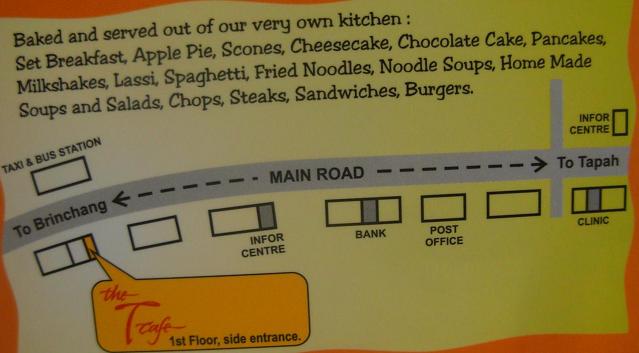 Baked and served out of our very own kitchen :
Set Breakfast, Apple Pie, Scones, Cheesecake, Chocolate Cake, Pancakes,
Milkshakes, Lassi, Spaghetti, Fried Noodles, Noodle Soups, Home Made
Soups and Salads, Chops, Steaks, Sandwiches, Burgers.
INFOR
CENTRE
TAXI & BUS STATION
To Brinchang
MAIN ROAD
To Tapah
INFOR
CENTRE
BANK
POST
OFFICE
CLINIC
the
T
cafe
1st Floor, side entrance.